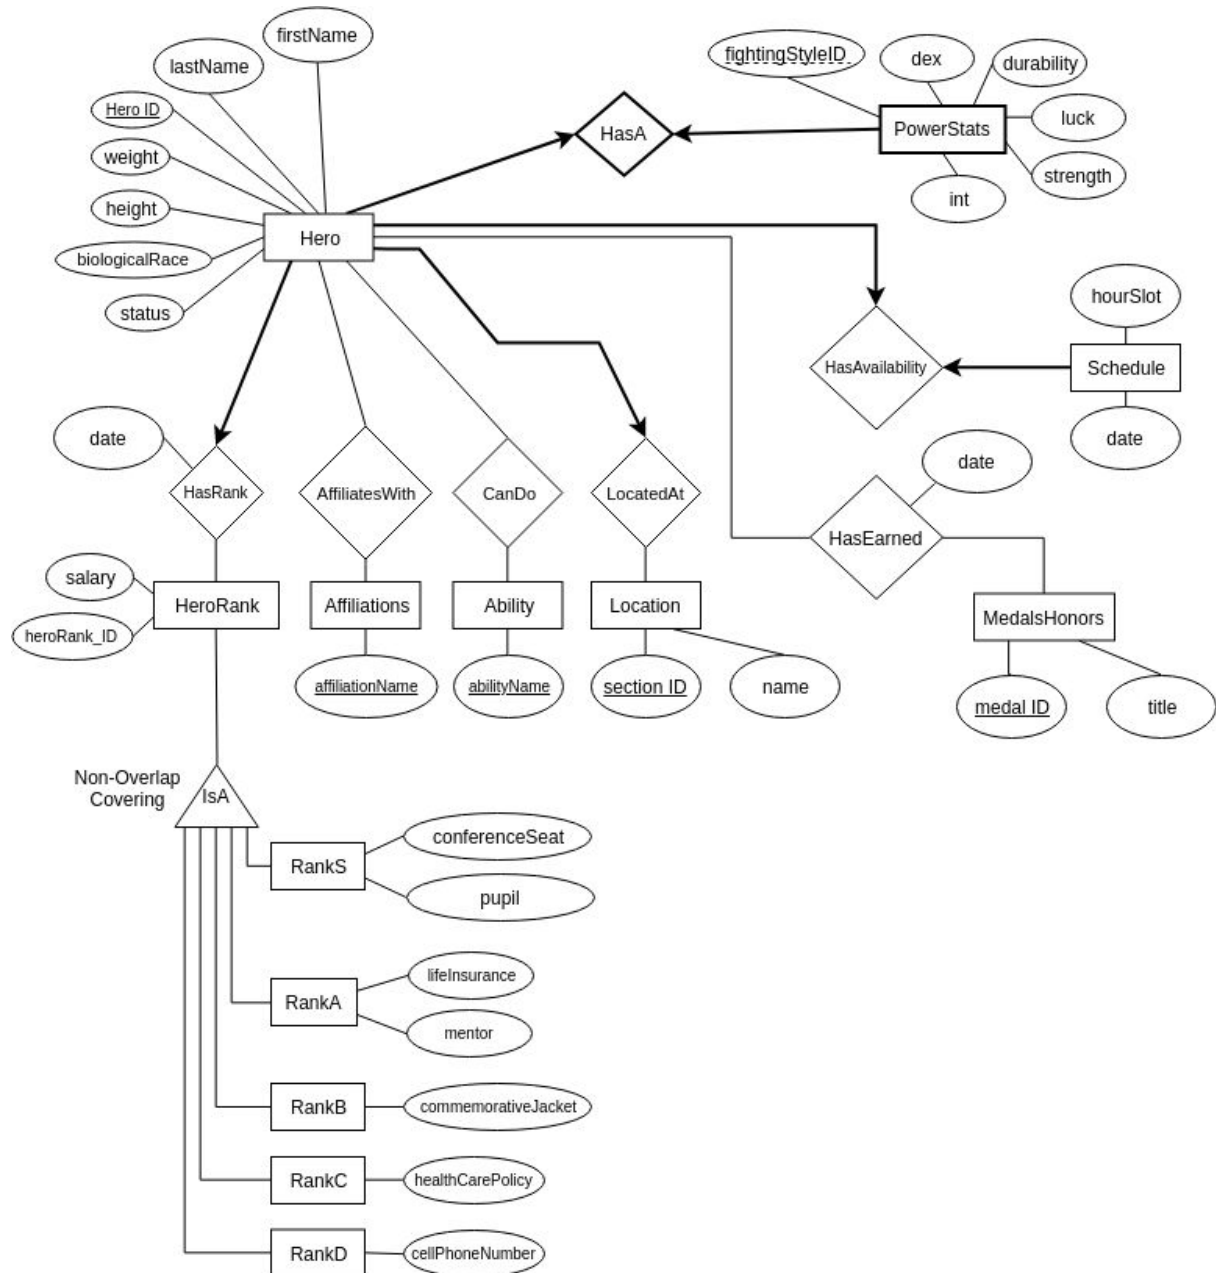 firstName
lastName
Hero ID
weight
height
biologicalRace
status
Hero
HasA
fightingStyleID
dex
durability
luck
strength
int
PowerStats
hourSlot
Schedule
date
HasAvailability
date
HasRank
AffiliatesWith
CanDo
LocatedAt
date
HasEarned
salary
heroRank_ID
HeroRank
Affiliations
Ability
Location
MedalsHonors
affiliationName
abilityName
section ID
name
medal ID
title
Non-Overlap
Covering
IsA
RankS
conferenceSeat
pupil
RankA
lifeInsurance
mentor
RankB
commemorativeJacket
RankC
healthCarePolicy
RankD
cellPhoneNumber